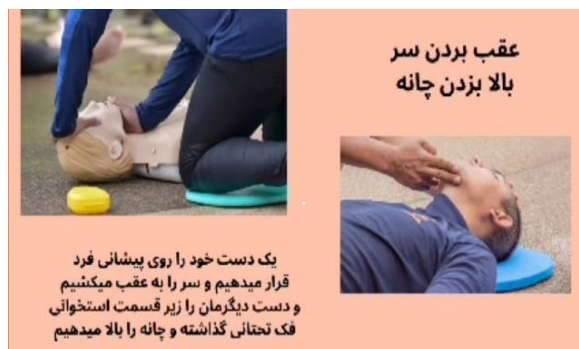 عقب بردن سر
بالا بزدن چانه
یک دست خود را روی پیشانی فرد
قرار میدهیم و سر را به عقب میکشیم
و دست دیگرمان را زیر قسمت استخوانی
فک تحتانی گذاشته و چانه را بالا میدهیم